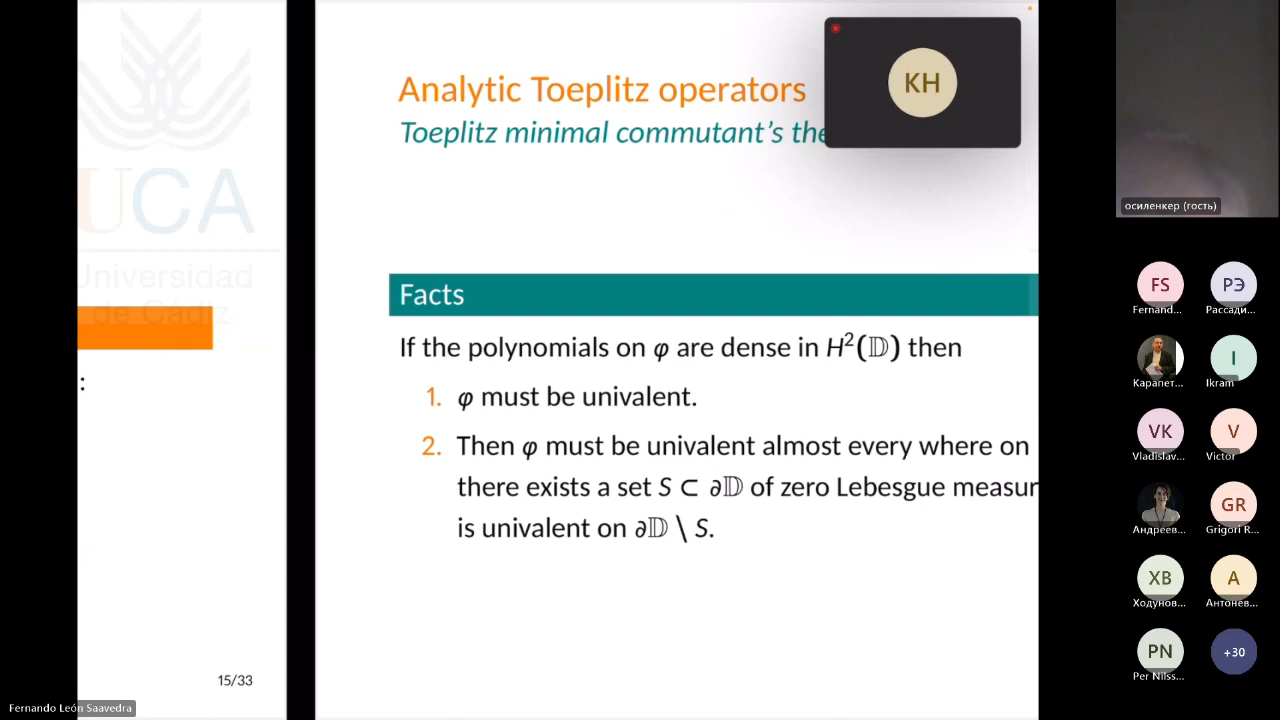 UCA
Universidad
de Cádiz
:
15/33
Fernando León Saavedra
Analytic Toeplitz operators
Toeplitz minimal commutant's the
KH
Facts
If the polynomials on φ are dense in H²(𝔻) then
1. φ must be univalent.
2. Then φ must be univalent almost every where on
there exists a set S ⊂ ∂𝔻 of zero Lebesgue measur
is univalent on ∂𝔻 \ S.
осиленкер (гость)
FS
Fernand...
РЭ
Рассади...
Карапет...
I
Ikram
VK
Vladislav...
V
Victor
Андреев...
GR
Grigori R...
ХВ
Ходунов...
А
Антонев...
PN
Per Nilss...
+30